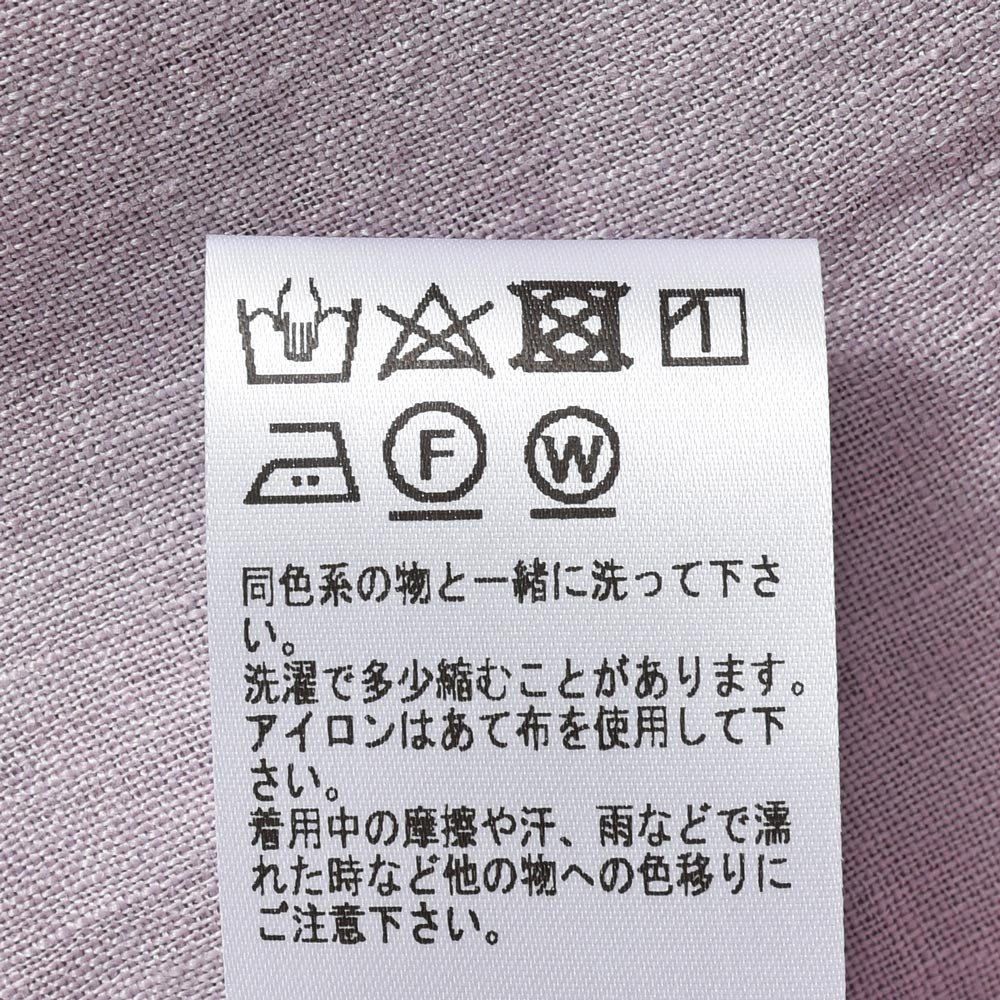 F W
同色系の物と一緒に洗って下さ
い。
洗濯で多少縮むことがあります。
アイロンはあて布を使用して下
さい。
着用中の摩擦や汗、雨などで濡
れた時など他の物への色移りに
ご注意下さい。